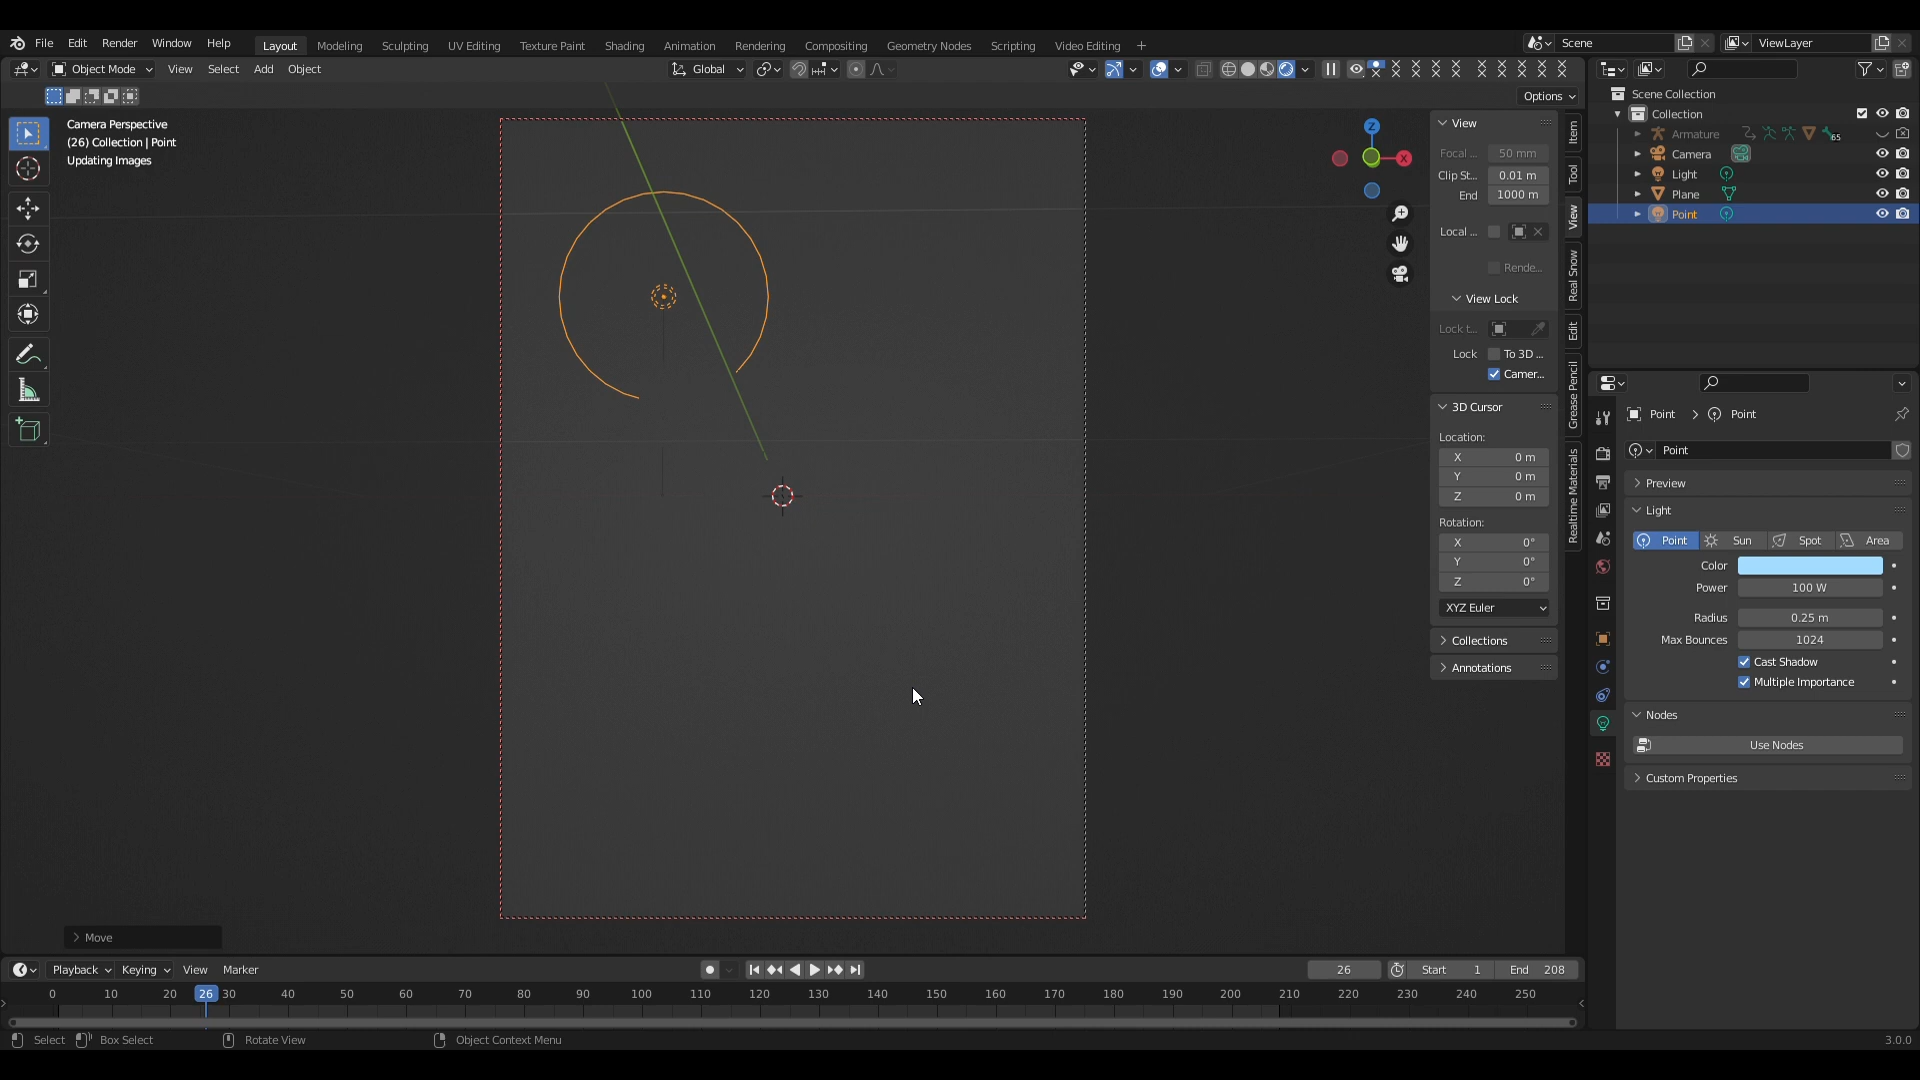 File Edit Render Window Help Layout Modeling Sculpting UV Editing Texture Paint Shading Animation Rendering Compositing Geometry Nodes Scripting Video Editing + Scene ViewLayer
Object Mode View Select Add Object Global
Options
Camera Perspective
(26) Collection | Point
Updating Images
View
Focal ... 50 mm
Clip St... 0.01 m
End 1000 m
Local ...
Rende...
View Lock
Lock t...
Lock To 3D ...
Camer...
3D Cursor
Location:
X 0 m
Y 0 m
Z 0 m
Rotation:
X 0°
Y 0°
Z 0°
XYZ Euler
Collections
Annotations
Z
X
Item
Tool
View
Real Snow
Edit
Grease Pencil
Realtime Materials
Scene Collection
Collection
Armature 65
Camera
Light
Plane
Point
Point > Point
Point
Preview
Light
Point Sun Spot Area
Color
Power 100 W
Radius 0.25 m
Max Bounces 1024
Cast Shadow
Multiple Importance
Nodes
Use Nodes
Custom Properties
Move
Playback Keying View Marker 26 Start 1 End 208
0 10 20 26 30 40 50 60 70 80 90 100 110 120 130 140 150 160 170 180 190 200 210 220 230 240 250
Select Box Select Rotate View Object Context Menu 3.0.0